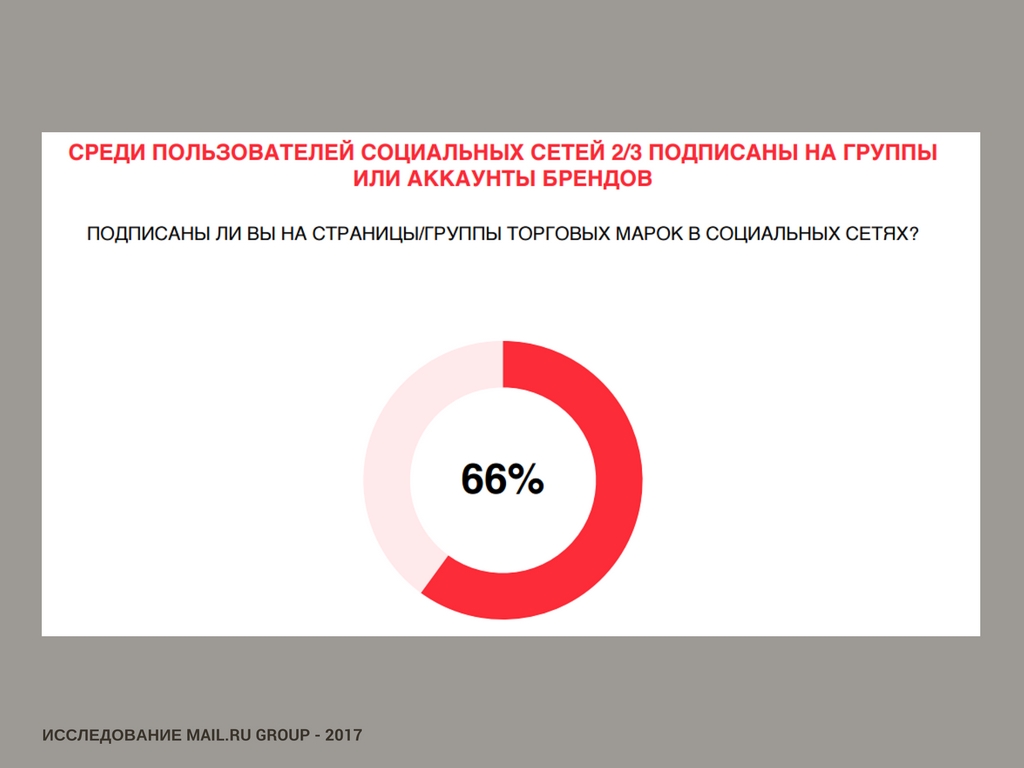 СРЕДИ ПОЛЬЗОВАТЕЛЕЙ СОЦИАЛЬНЫХ СЕТЕЙ 2/3 ПОДПИСАНЫ НА ГРУППЫ
ИЛИ АККАУНТЫ БРЕНДОВ
ПОДПИСАНЫ ЛИ ВЫ НА СТРАНИЦЫ/ГРУППЫ ТОРГОВЫХ МАРОК В СОЦИАЛЬНЫХ СЕТЯХ?
66%
ИССЛЕДОВАНИЕ MAIL.RU GROUP - 2017